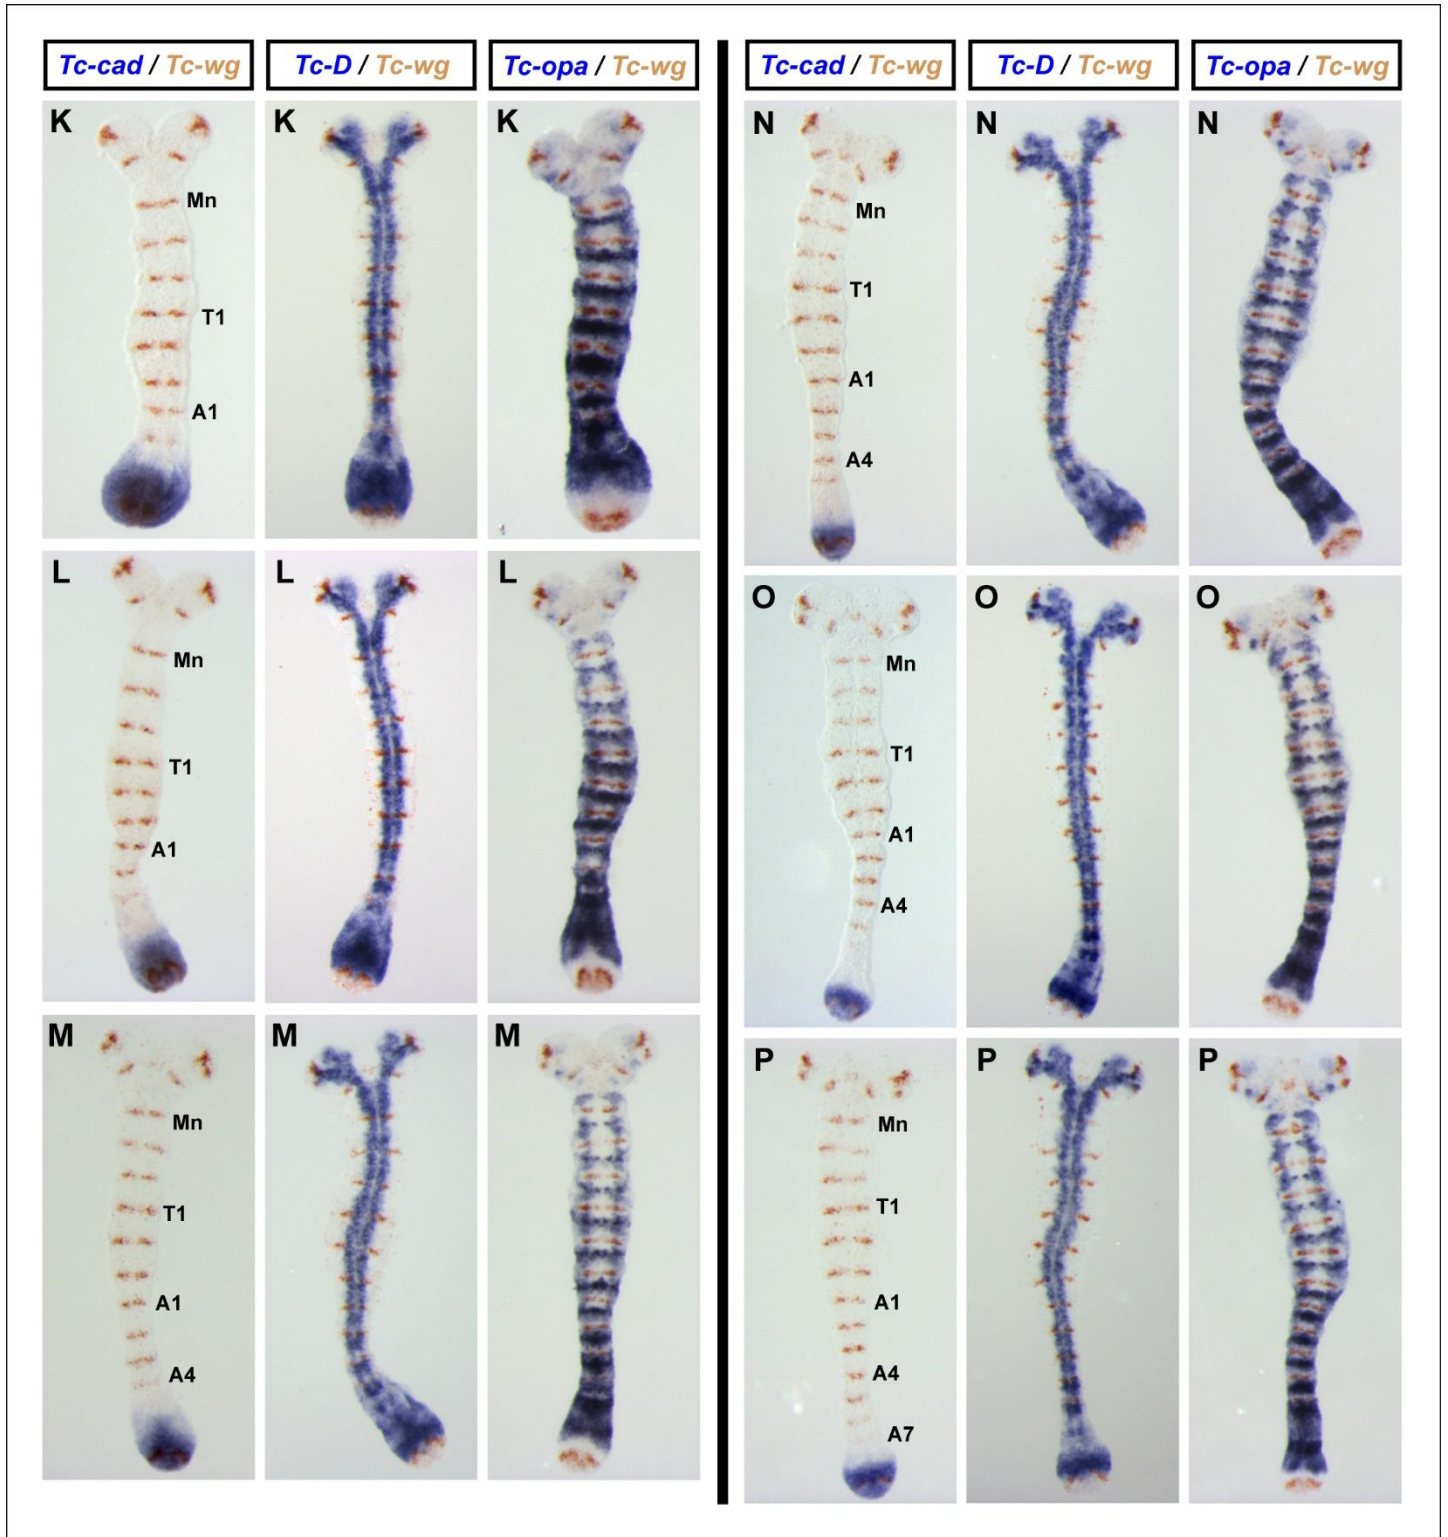 Tc-cad / Tc-wg
Tc-D / Tc-wg
Tc-opa / Tc-wg
Tc-cad / Tc-wg
Tc-D / Tc-wg
Tc-opa / Tc-wg
K
Mn
T1
A1
K
K
N
Mn
T1
A1
A4
N
N
L
Mn
T1
A1
L
L
O
Mn
T1
A1
A4
O
O
M
Mn
T1
A1
A4
M
M
P
Mn
T1
A1
A4
A7
P
P